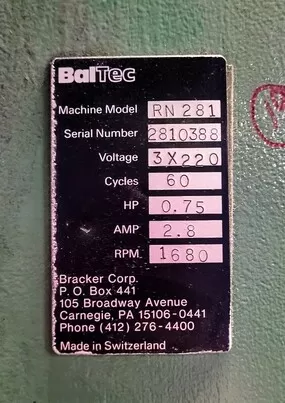 BalTec
Machine Model RN 281
Serial Number 2810388
Voltage 3X220
Cycles 60
HP 0.75
AMP 2.8
RPM 1680
Bracker Corp.
P. O. Box 441
105 Broadway Avenue
Carnegie, PA 15106-0441
Phone (412) 276-4400
Made in Switzerland